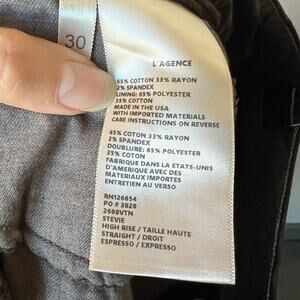 30
L'AGENCE
65% COTTON 33% RAYON
2% SPANDEX
LINING: 65% POLYESTER
35% COTTON
MADE IN THE USA
WITH IMPORTED MATERIALS
CARE INSTRUCTIONS ON REVERSE
65% COTON 33% RAYON
2% SPANDEX
DOUBLURE: 65% POLYESTER
35% COTON
FABRIQUE DANS LA ETATS-UNIS
D'AMERIQUE AVEC DES
MATERIAUX IMPORTES
ENTRETIEN AU VERSO
RN126654
PO # 3828
2698VTN
STEVIE
HIGH RISE / TAILLE HAUTE
STRAIGHT / DROIT
ESPRESSO / EXPRESSO